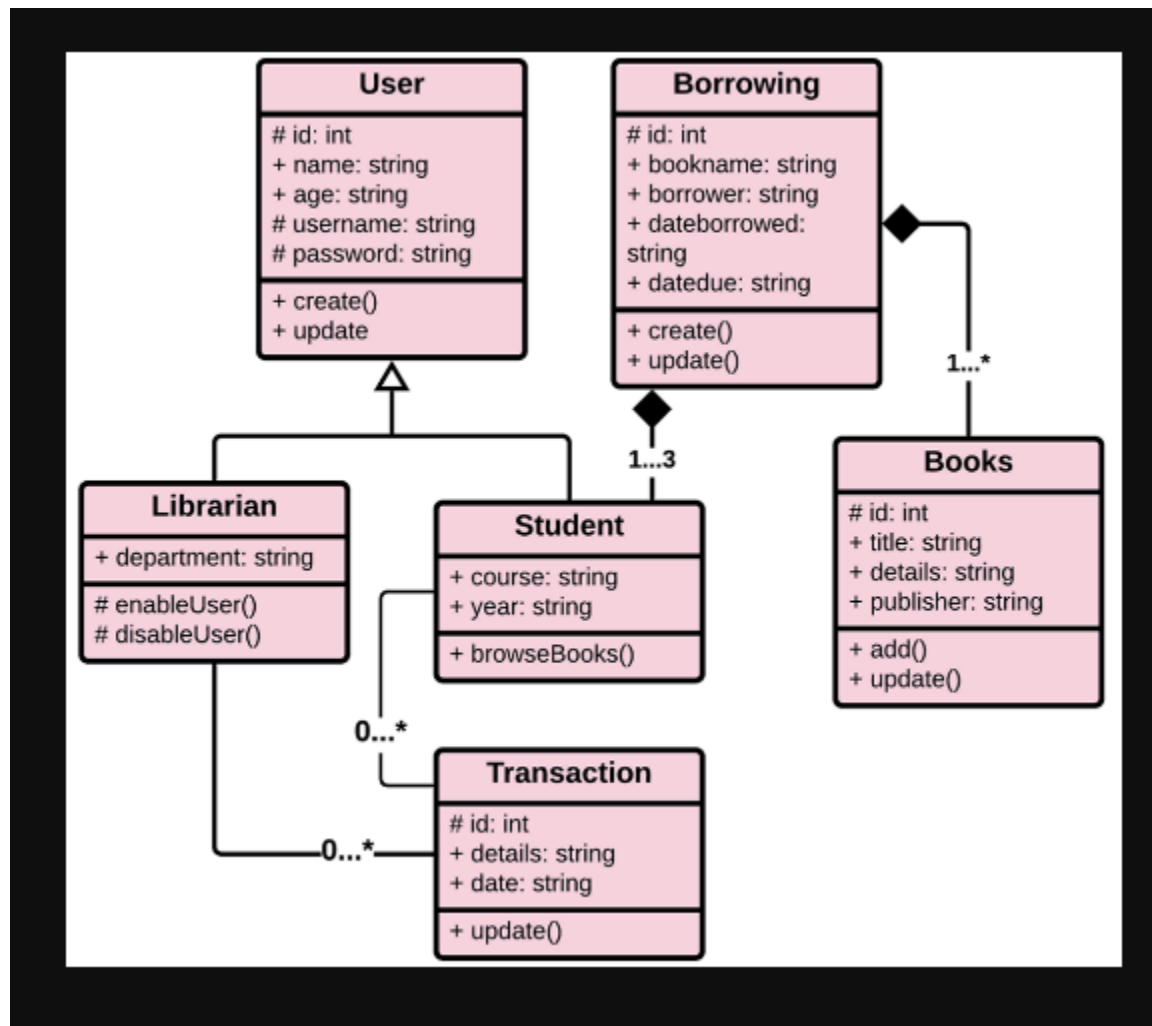 User
# id: int
+ name: string
+ age: string
# username: string
# password: string
+ create()
+ update
Borrowing
# id: int
+ bookname: string
+ borrower: string
+ dateborrowed:
string
+ datedue: string
+ create()
+ update()
1...*
1...3
Librarian
+ department: string
# enableUser()
# disableUser()
Student
+ course: string
+ year: string
+ browseBooks()
Books
# id: int
+ title: string
+ details: string
+ publisher: string
+ add()
+ update()
0...*
0...*
Transaction
# id: int
+ details: string
+ date: string
+ update()